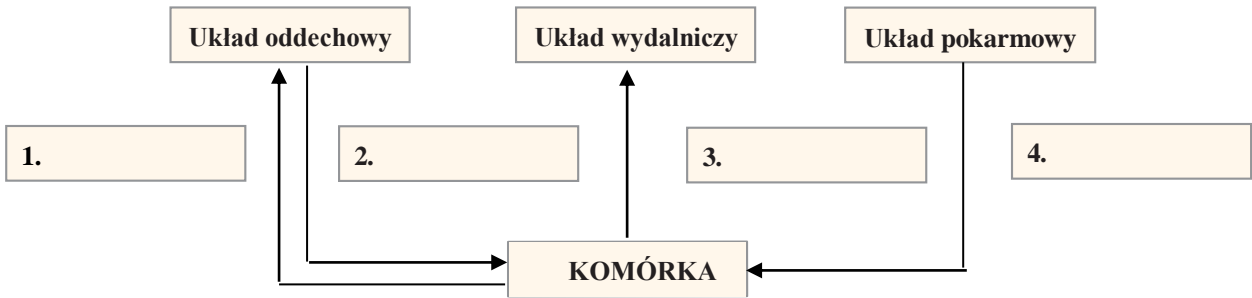 Układ oddechowy
Układ wydalniczy
Układ pokarmowy
1.
2.
3.
4.
KOMÓRKA